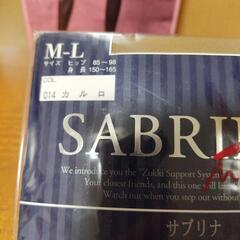 M-L
サイズ ヒップ 85〜98
身長 150〜165
COL
014 カルロ
SABRI
We introduce you the "Zokki Support System
Your closest friends, and this one will la
Watch out when you step out without
サブリナ